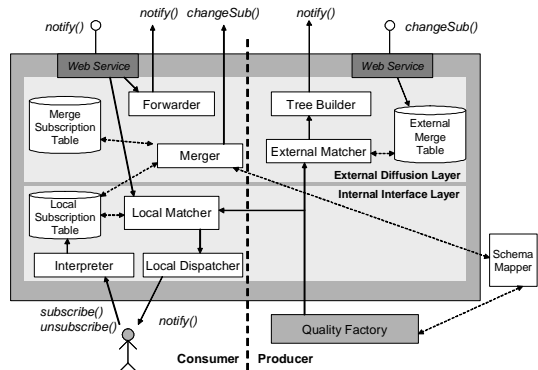 notify()
notify()
changeSub()
notify()
changeSub()
Web Service
Web Service
Forwarder
Tree Builder
Merge
Subscription
Table
External
Merge
Table
Merger
External Matcher
External Diffusion Layer
Internal Interface Layer
Local
Subscription
Table
Local Matcher
Interpreter
Local Dispatcher
Schema
Mapper
subscribe()
unsubscribe()
notify()
Quality Factory
Consumer
Producer